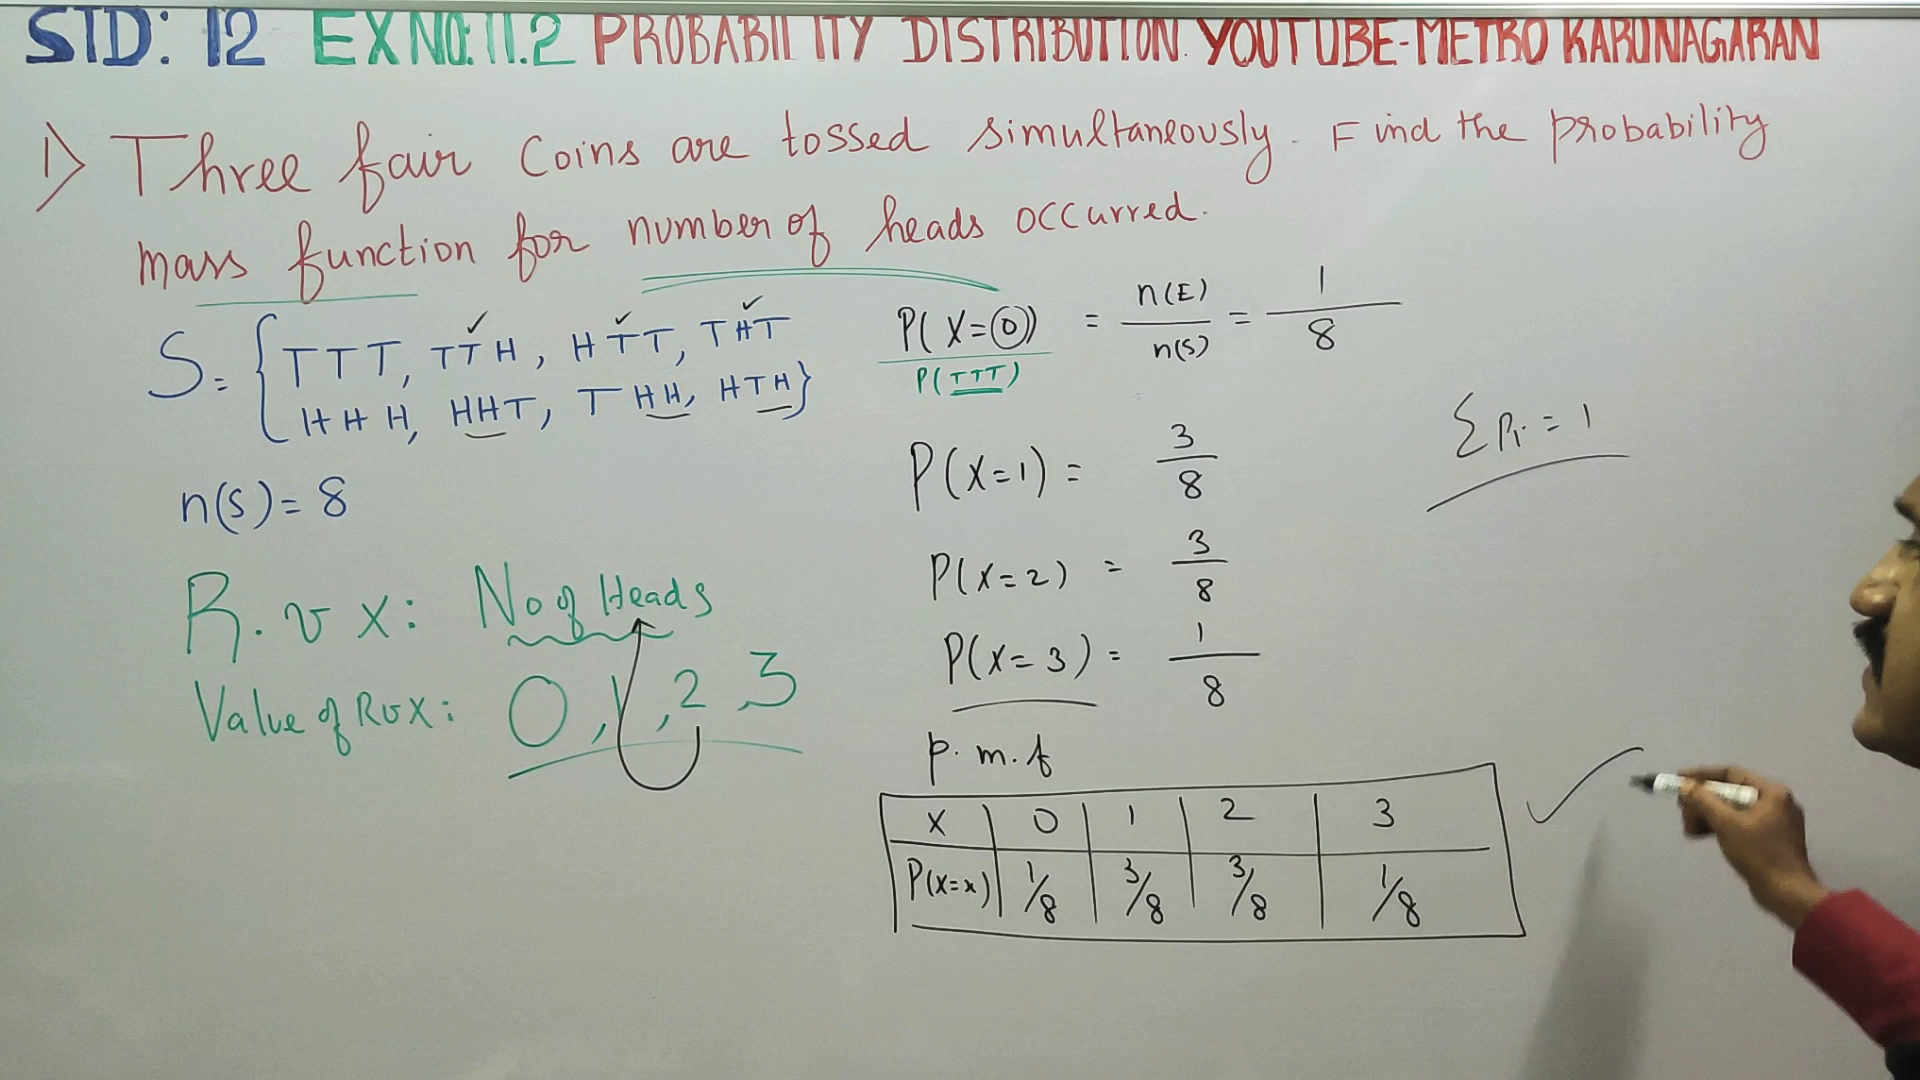 STD: 12 EX NO: 11.2 PROBABILITY DISTRIBUTION. YOUTUBE-METRO KARUNAGARAN
1) Three fair coins are tossed simultaneously. Find the probability
mass function for number of heads occurred.
S = {TTT, TTH, HTT, THT
HHH, HHT, THH, HTH}
n(S) = 8
R.v X: No of Heads
Value of R.v X: 0, 1, 2, 3
P(X=0) = n(E)/n(S) = 1/8
P(TTT)
P(X=1) = 3/8
P(X=2) = 3/8
P(X=3) = 1/8
Σ Pi = 1
p.m.f
X | 0 | 1 | 2 | 3
P(X=x) | 1/8 | 3/8 | 3/8 | 1/8